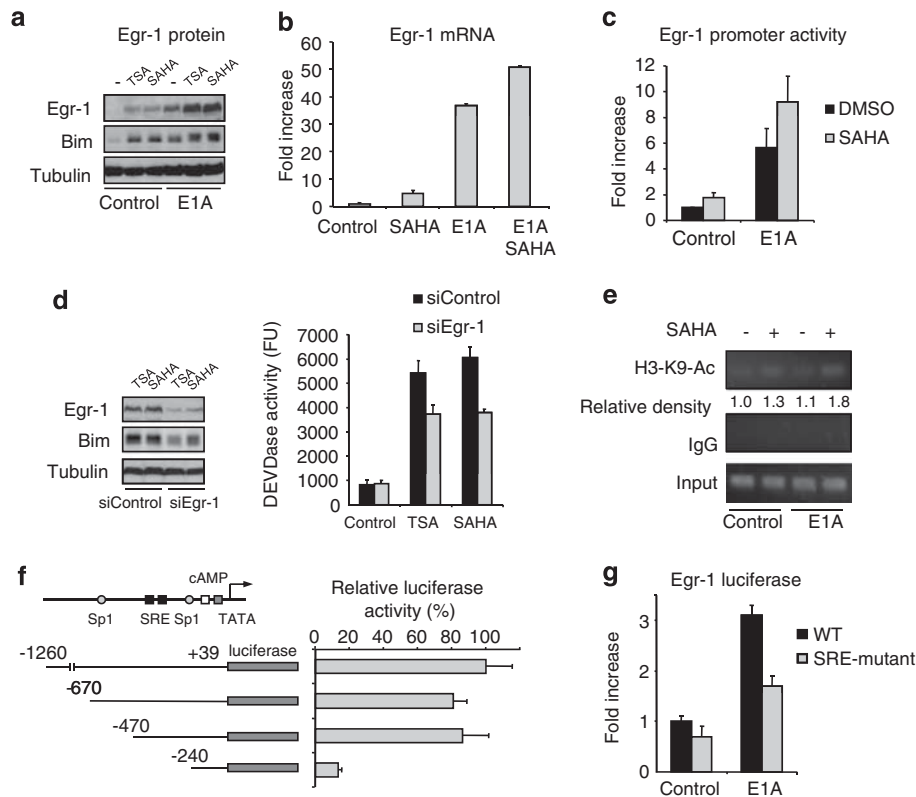 a
Egr-1 protein
- TSA SAHA - TSA SAHA
Egr-1
Bim
Tubulin
Control E1A
b
Egr-1 mRNA
Fold increase
60
50
40
30
20
10
0
Control SAHA E1A E1A
SAHA
c
Egr-1 promoter activity
Fold increase
12
10
8
6
4
2
0
DMSO
SAHA
Control E1A
d
TSA SAHA TSA SAHA
Egr-1
Bim
Tubulin
siControl siEgr-1
siControl
siEgr-1
DEVDase activity (FU)
7000
6000
5000
4000
3000
2000
1000
0
Control TSA SAHA
e
SAHA - + - +
H3-K9-Ac
Relative density 1.0 1.3 1.1 1.8
IgG
Input
Control E1A
f
cAMP
Sp1 SRE Sp1 TATA
-1260 +39 luciferase
-670
-470
-240
Relative luciferase
activity (%)
0 20 40 60 80 100
g
Egr-1 luciferase
Fold increase
3
2
1
0
WT
SRE-mutant
Control E1A